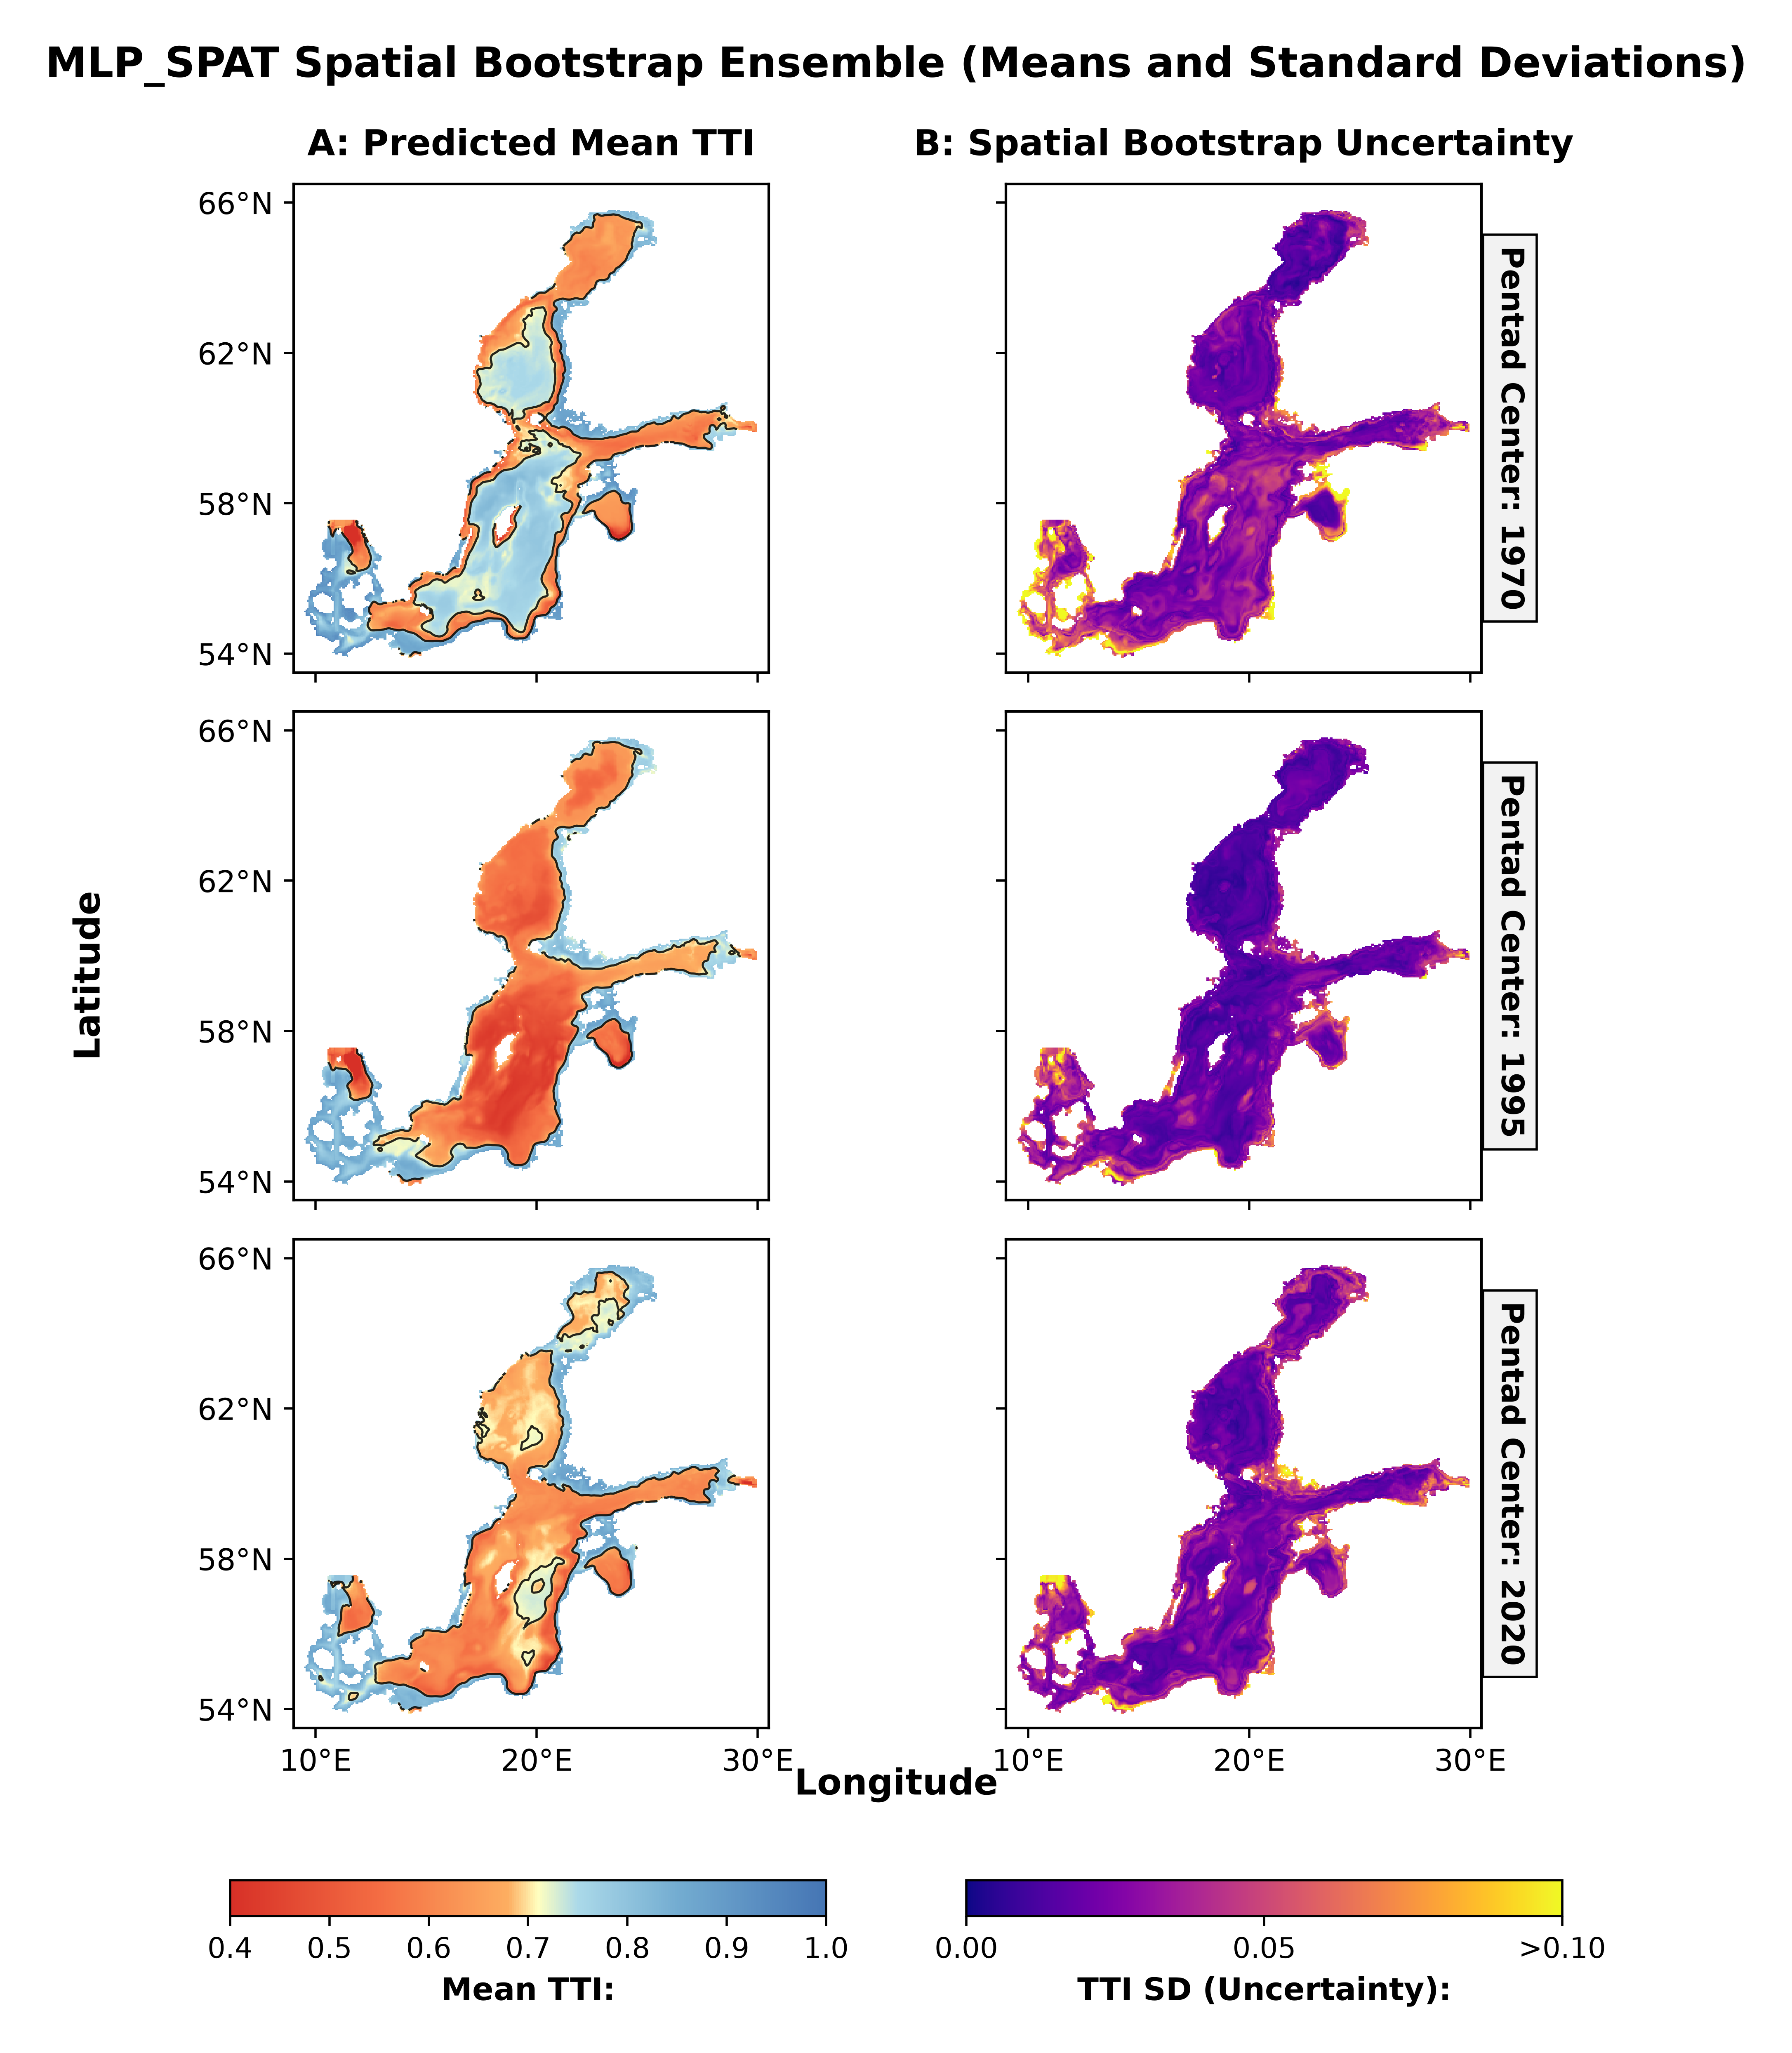 MLP_SPAT Spatial Bootstrap Ensemble (Means and Standard Deviations)
A: Predicted Mean TTI
B: Spatial Bootstrap Uncertainty
66°N
62°N
58°N
54°N
Pentad Center: 1970
Latitude
66°N
62°N
58°N
54°N
Pentad Center: 1995
66°N
62°N
58°N
54°N
Pentad Center: 2020
10°E 20°E 30°E
10°E 20°E 30°E
Longitude
0.4 0.5 0.6 0.7 0.8 0.9 1.0
Mean TTI:
0.00 0.05 >0.10
TTI SD (Uncertainty):